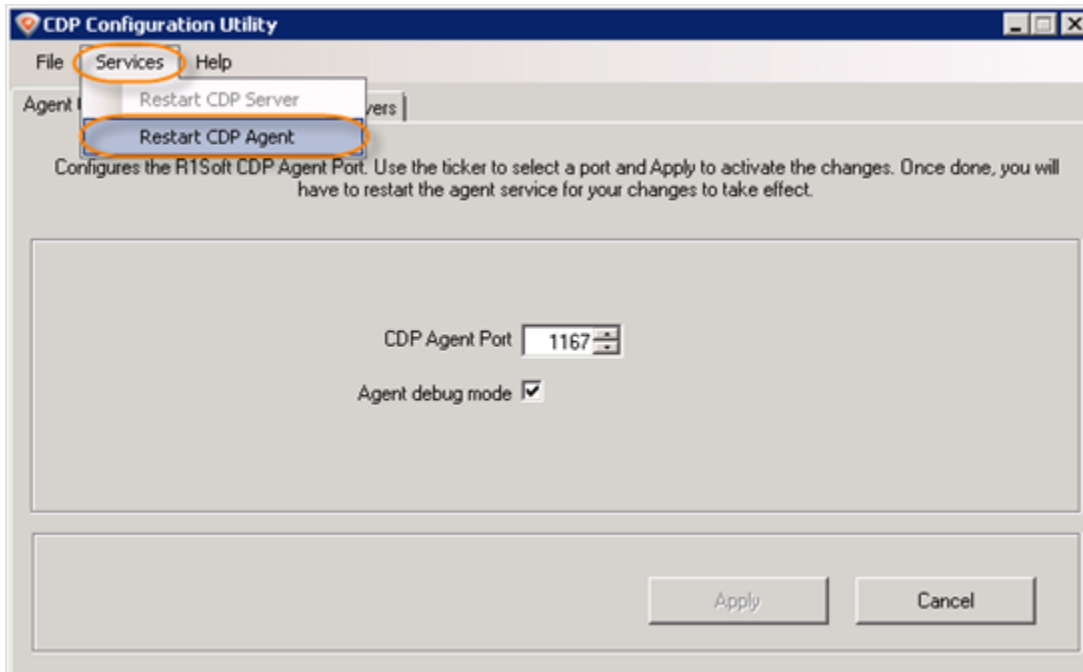 CDP Configuration Utility
File Services Help
Restart CDP Server
Agent vers
Restart CDP Agent
Configures the R1Soft CDP Agent Port. Use the ticker to select a port and Apply to activate the changes. Once done, you will
have to restart the agent service for your changes to take effect.
CDP Agent Port 1167
Agent debug mode
Apply Cancel